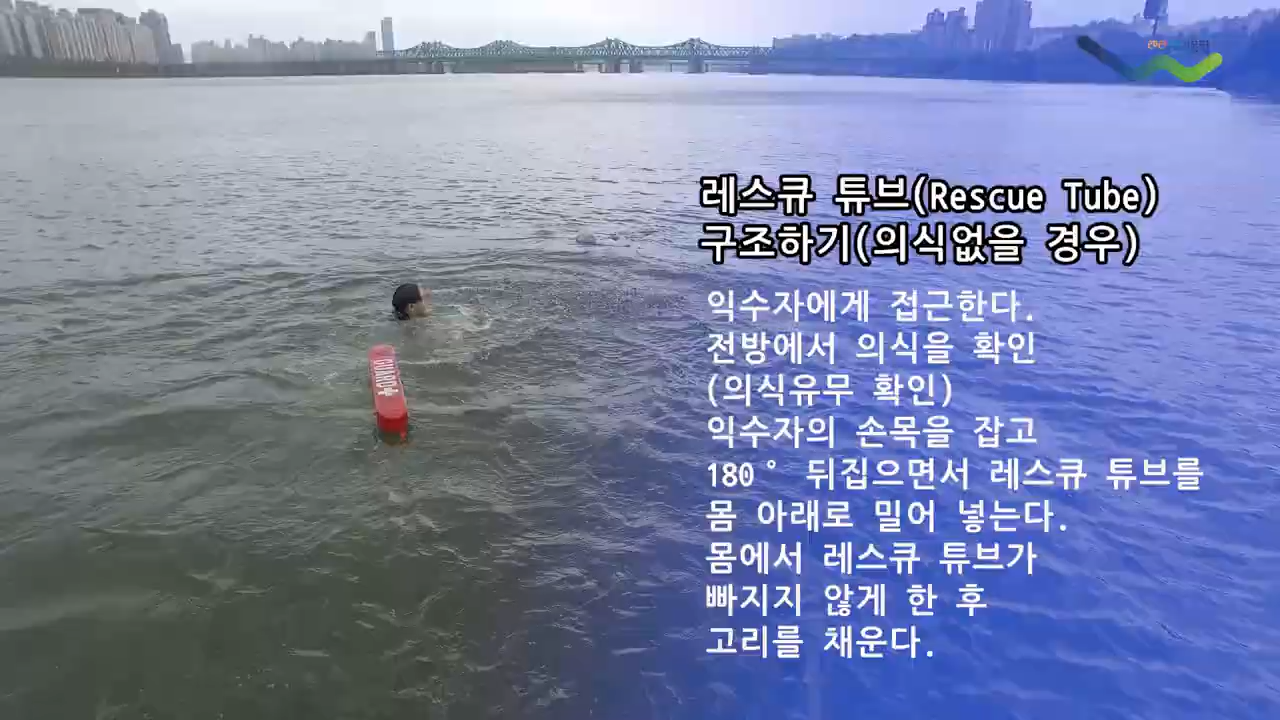 레스큐 튜브(Rescue Tube)
구조하기(의식없을 경우)
익수자에게 접근한다.
전방에서 의식을 확인
(의식유무 확인)
익수자의 손목을 잡고
180° 뒤집으면서 레스큐 튜브를
몸 아래로 밀어 넣는다.
몸에서 레스큐 튜브가
빠지지 않게 한 후
고리를 채운다.
GUARD